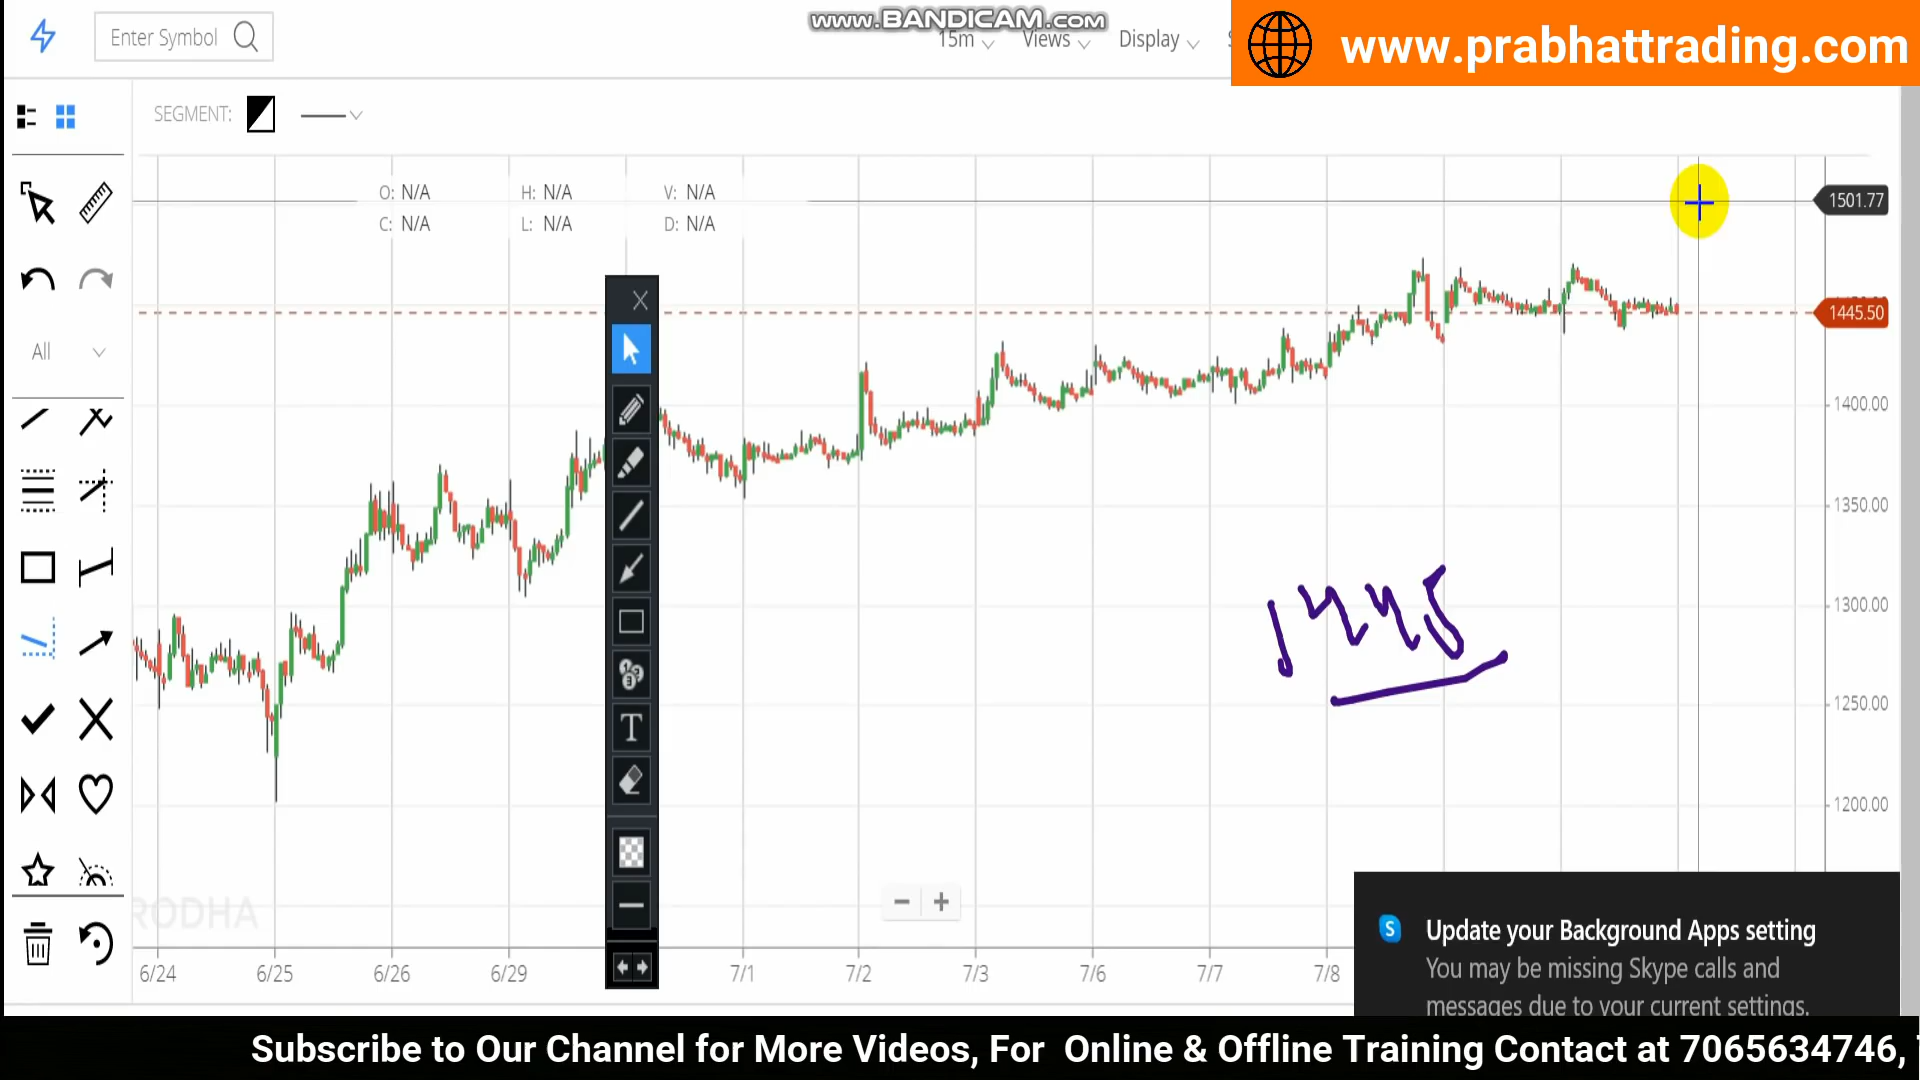 www.BANDICAM.com
Enter Symbol
15m
Views
Display
www.prabhattrading.com
SEGMENT:
O: N/A
H: N/A
V: N/A
C: N/A
L: N/A
D: N/A
1501.77
1445.50
All
1400.00
1350.00
1300.00
1250.00
1200.00
1445
T
RODHA
6/24
6/25
6/26
6/29
7/1
7/2
7/3
7/6
7/7
7/8
Update your Background Apps setting
You may be missing Skype calls and
messages due to your current settings.
Subscribe to Our Channel for More Videos, For Online & Offline Training Contact at 7065634746,